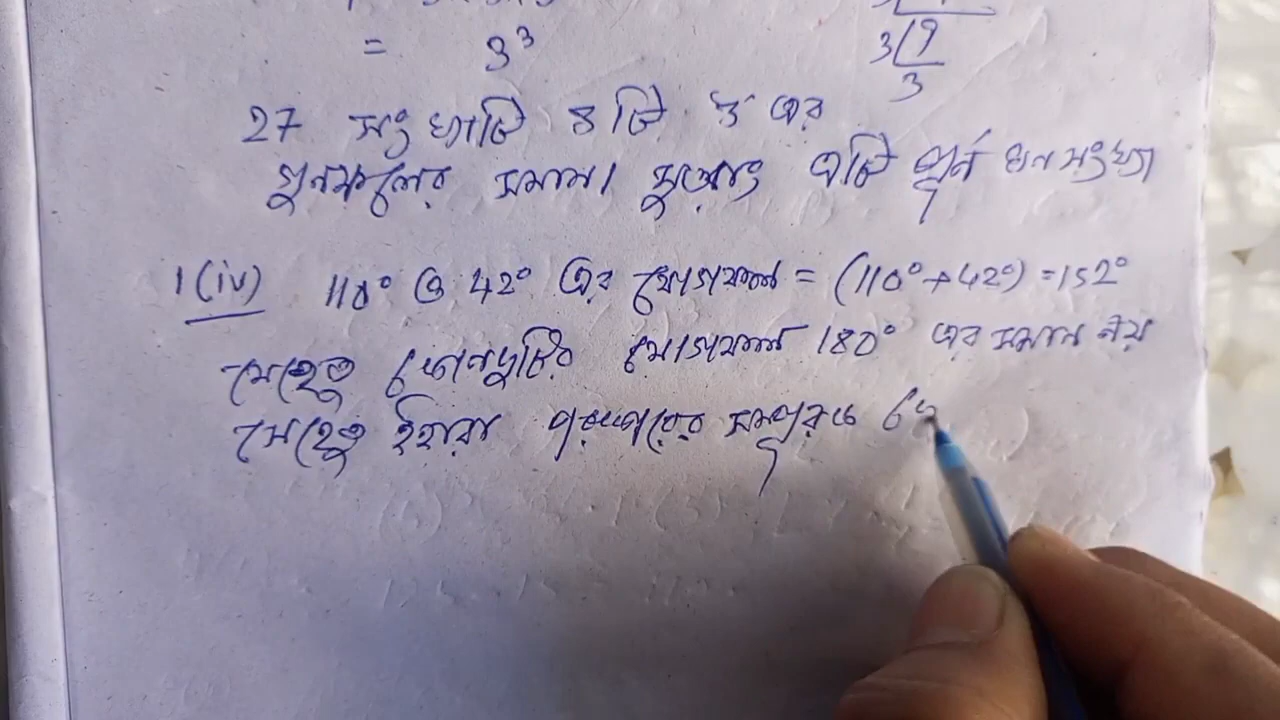 = 3³
3 9
3
27 সংখ্যাটি ৪টি 3 এর
গুনফলের সমান। সুতরাং এটি পূর্ন ঘনসংখ্যা
1(iv) 110° ও 42° এর যোগফল = (110° + 42°) = 152°
যেহেতু কোনদুটির যোগফল 180° এর সমান নয়
সেহেতু ইহারা পরস্পরের সম্পূরক